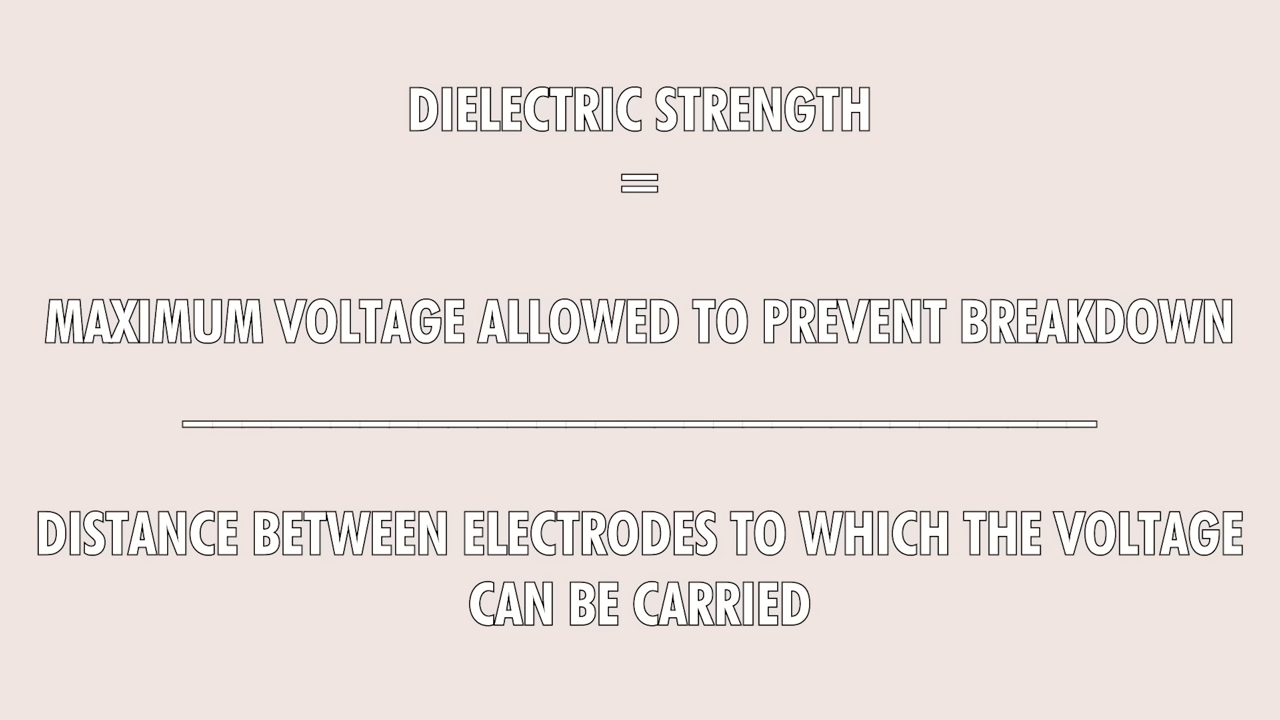 DIELECTRIC STRENGTH
=
MAXIMUM VOLTAGE ALLOWED TO PREVENT BREAKDOWN
DISTANCE BETWEEN ELECTRODES TO WHICH THE VOLTAGE
CAN BE CARRIED